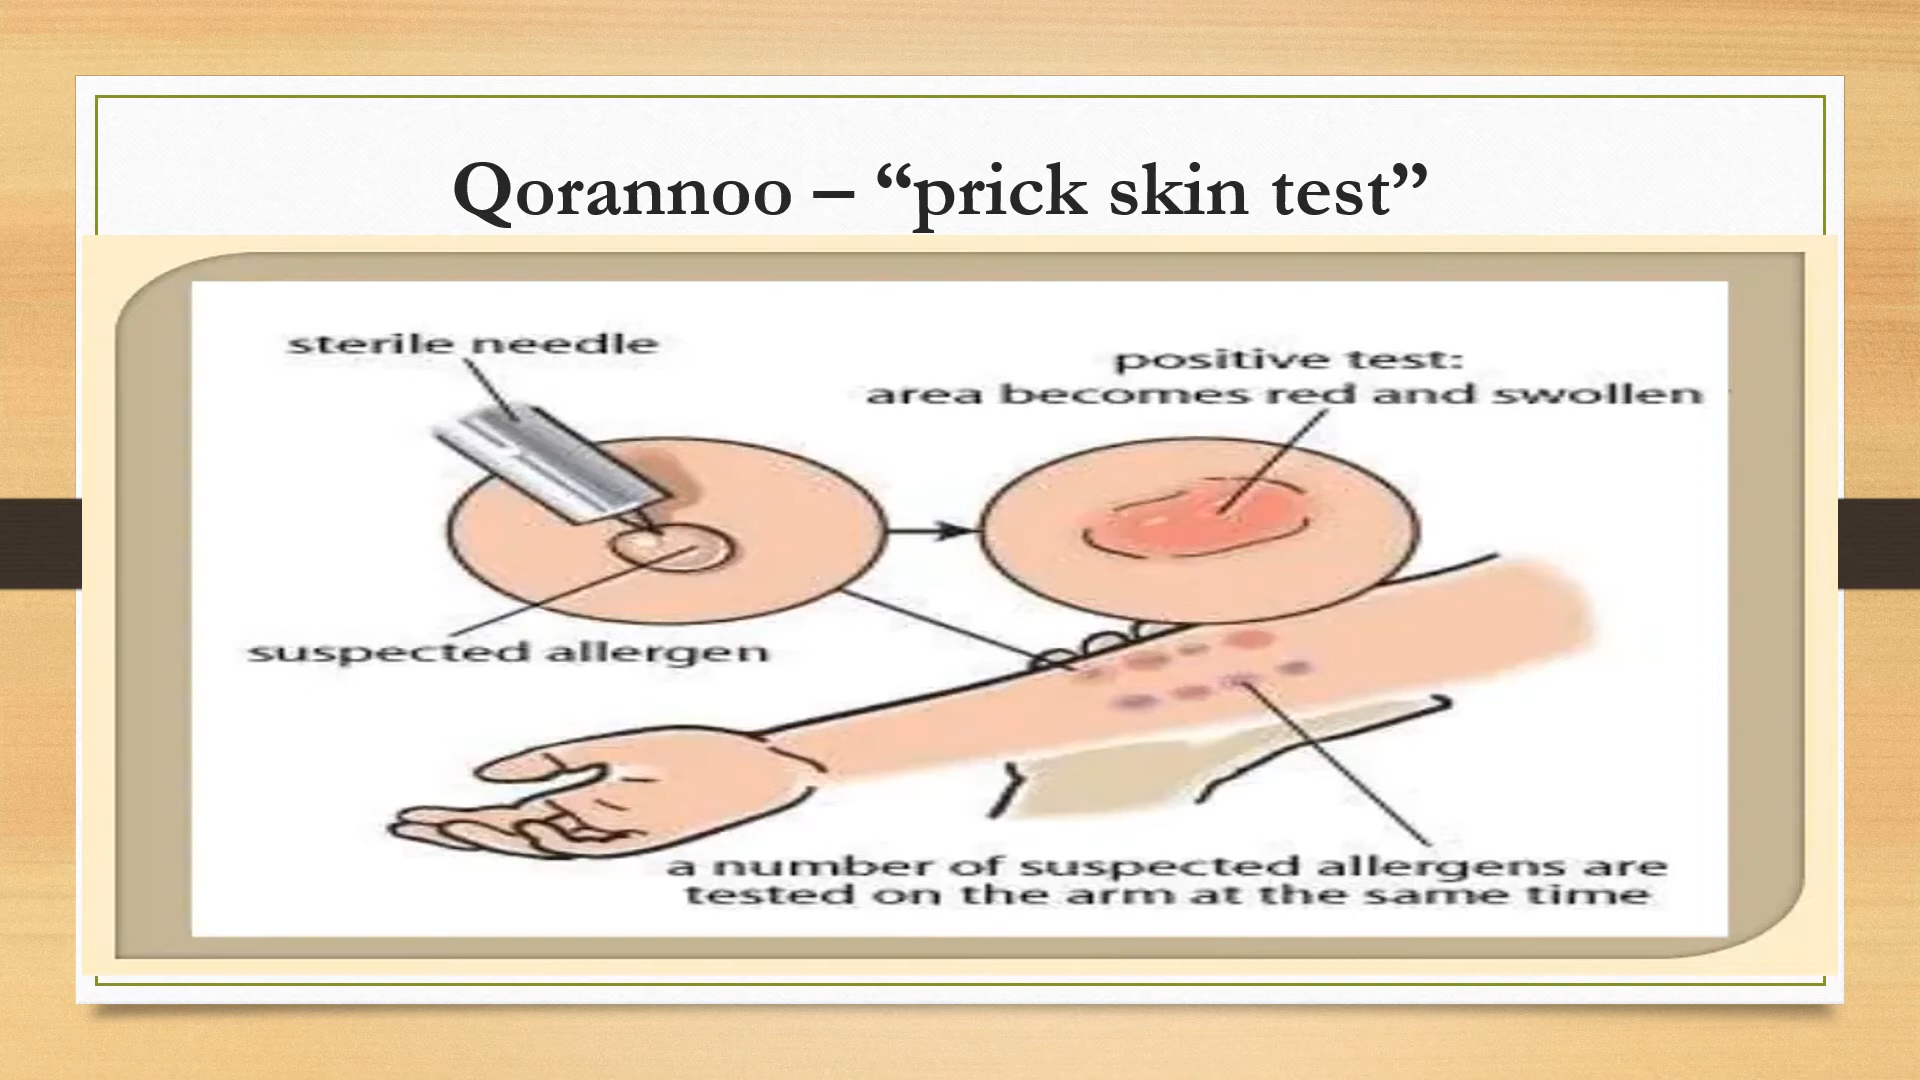 Qorannoo – “prick skin test”
sterile needle
positive test:
area becomes red and swollen
suspected allergen
a number of suspected allergens are
tested on the arm at the same time